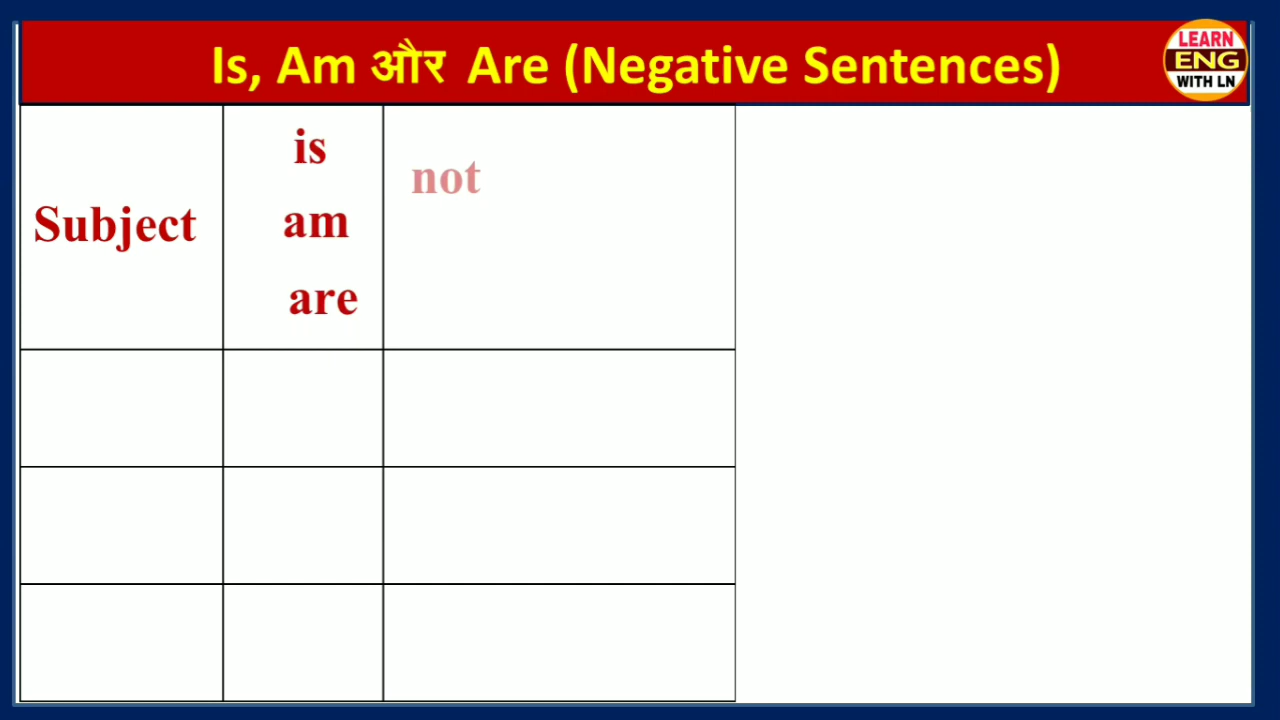 Is, Am और Are (Negative Sentences)
LEARN
ENG
WITH LN
is
not
Subject
am
are